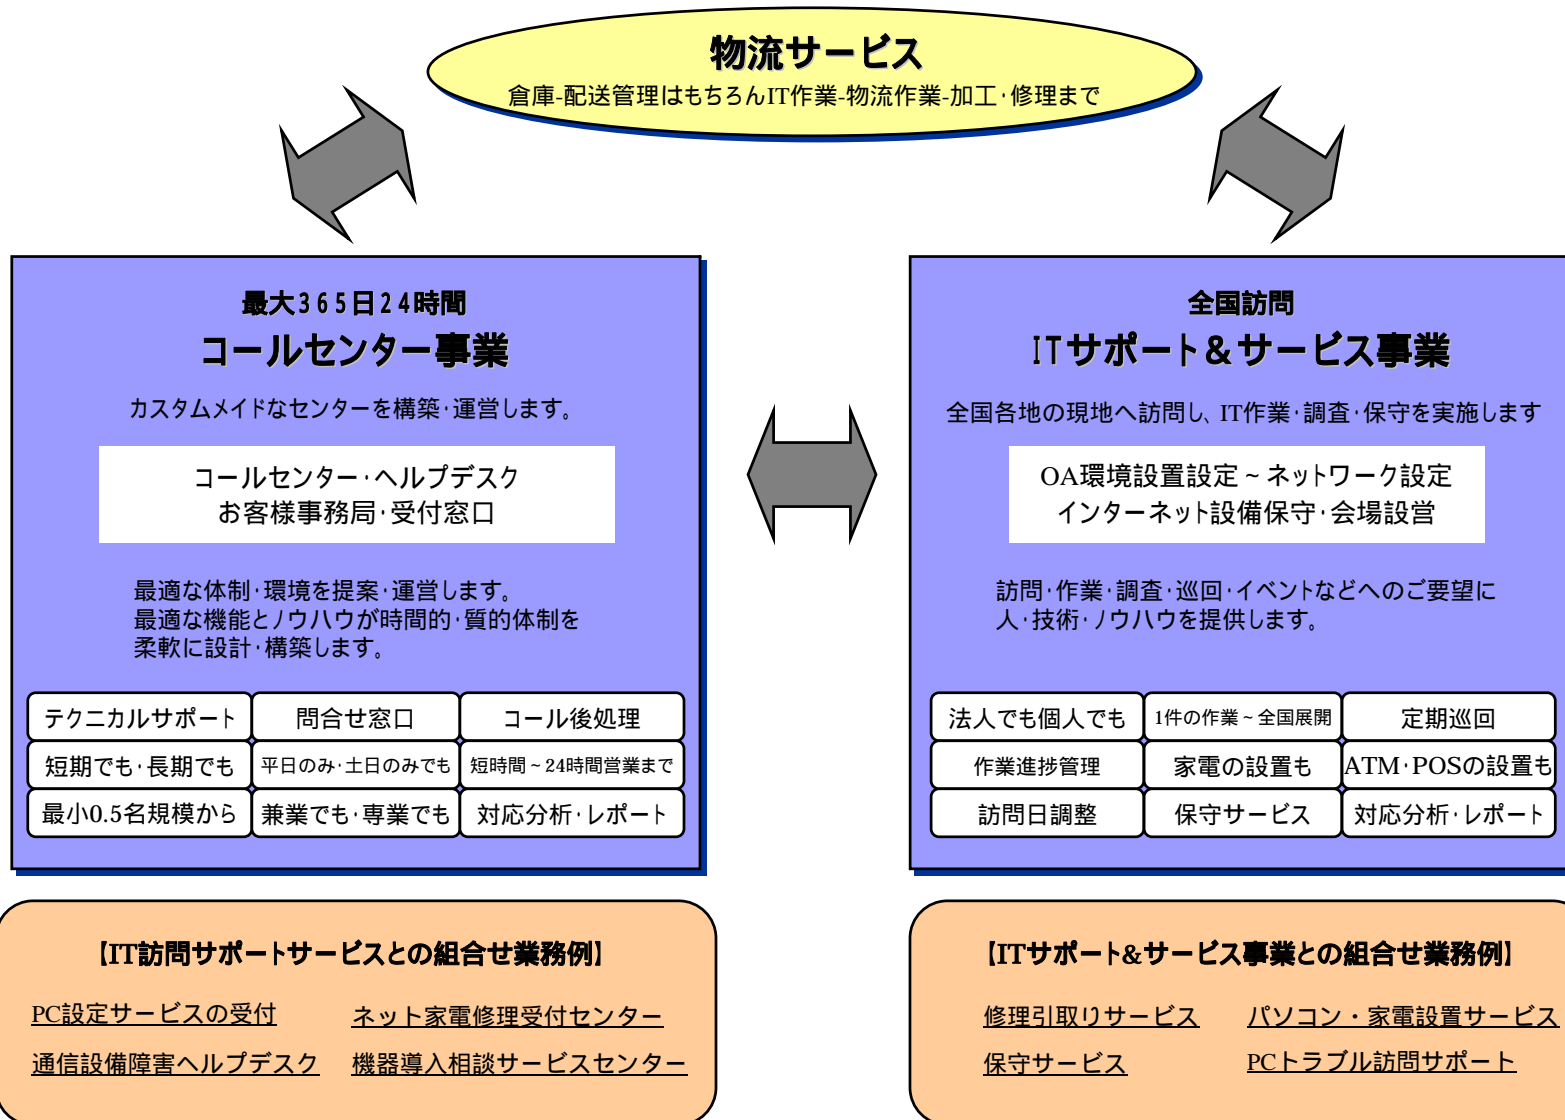 物流サービス
倉庫-配送管理はもちろんIT作業-物流作業-加工･修理まで
最大365日24時間
コールセンター事業
カスタムメイドなセンターを構築･運営します。
コールセンター･ヘルプデスク
お客様事務局･受付窓口
最適な体制･環境を提案･運営します。
最適な機能とノウハウが時間的･質的体制を
柔軟に設計･構築します。
テクニカルサポート 問合せ窓口 コール後処理
短期でも･長期でも 平日のみ･土日のみでも 短時間~24時間営業まで
最小0.5名規模から 兼業でも･専業でも 対応分析･レポート
全国訪問
ITサポート＆サービス事業
全国各地の現地へ訪問し、IT作業･調査･保守を実施します
OA環境設置設定~ネットワーク設定
インターネット設備保守･会場設営
訪問･作業･調査･巡回･イベントなどへのご要望に
人･技術･ノウハウを提供します。
法人でも個人でも 1件の作業~全国展開 定期巡回
作業進捗管理 家電の設置も ATM･POSの設置も
訪問日調整 保守サービス 対応分析･レポート
【IT訪問サポートサービスとの組合せ業務例】
PC設定サービスの受付 ネット家電修理受付センター
通信設備障害ヘルプデスク 機器導入相談サービスセンター
【ITサポート&サービス事業との組合せ業務例】
修理引取りサービス パソコン・家電設置サービス
保守サービス PCトラブル訪問サポート